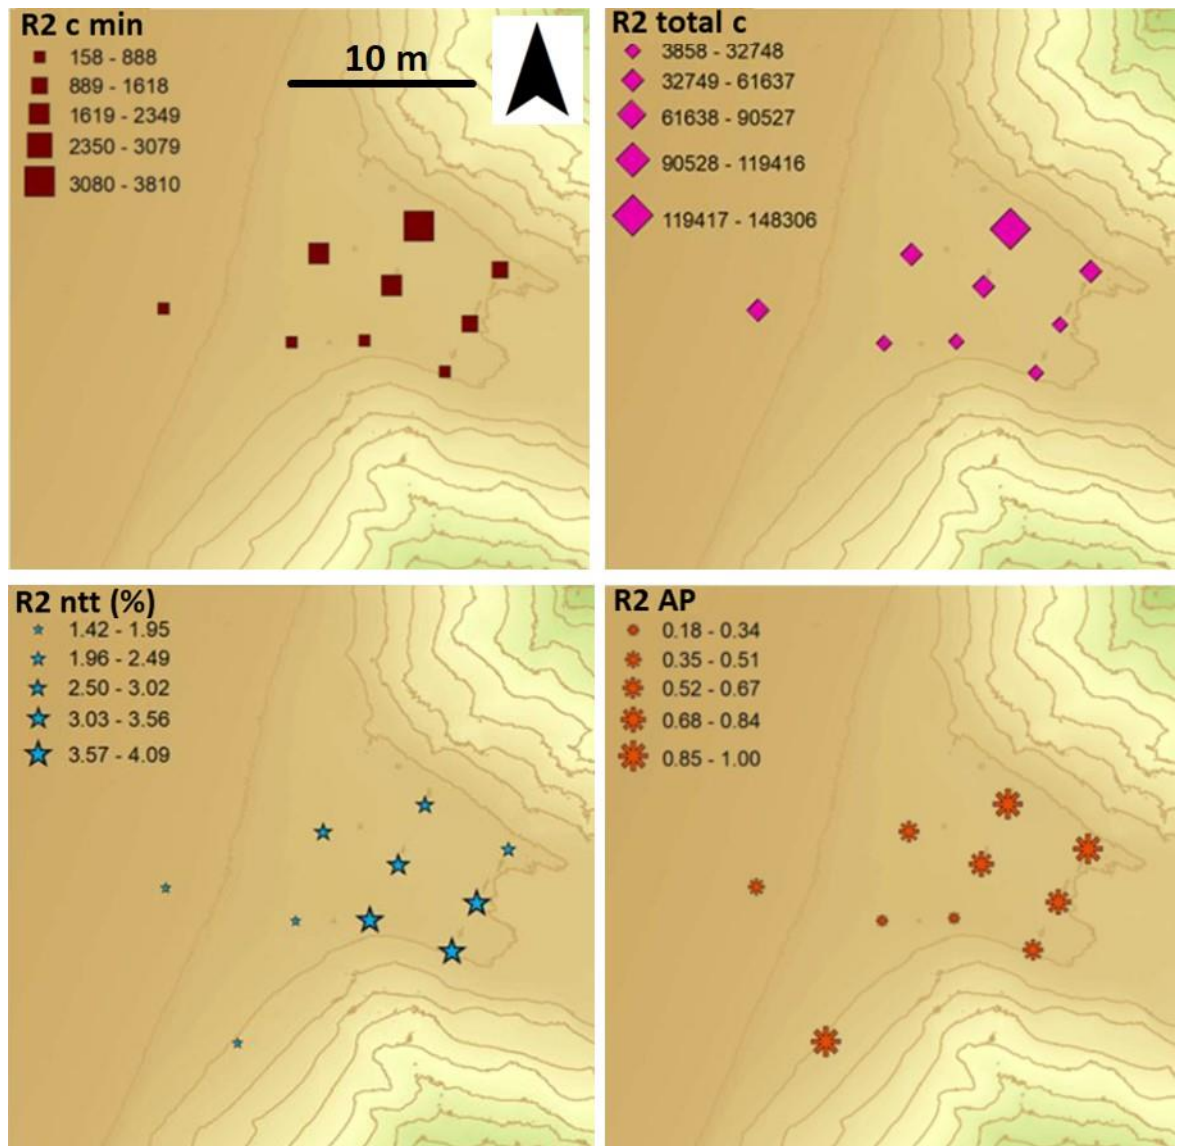 R2 c min
158 - 888
889 - 1618
1619 - 2349
2350 - 3079
3080 - 3810
10 m
R2 total c
3858 - 32748
32749 - 61637
61638 - 90527
90528 - 119416
119417 - 148306
R2 ntt (%)
1.42 - 1.95
1.96 - 2.49
2.50 - 3.02
3.03 - 3.56
3.57 - 4.09
R2 AP
0.18 - 0.34
0.35 - 0.51
0.52 - 0.67
0.68 - 0.84
0.85 - 1.00